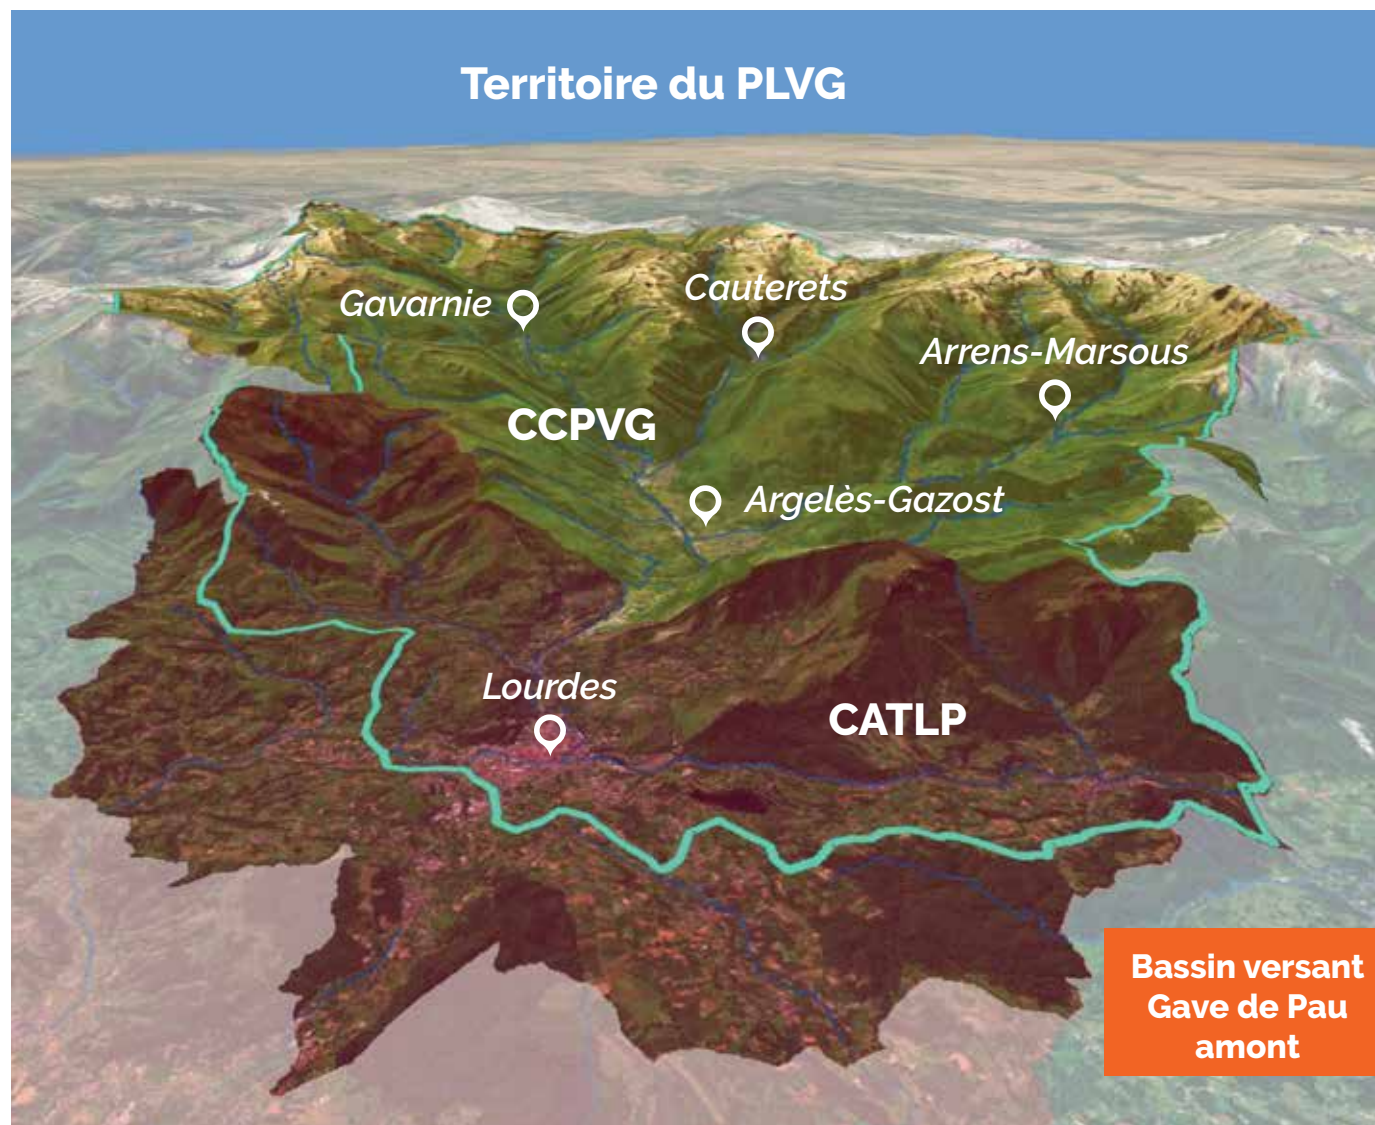 Territoire du PLVG
Cauterets
Gavarnie
Arrens-Marsous
CCPVG
Argelès-Gazost
Lourdes
CATLP
Bassin versant
Gave de Pau
amont